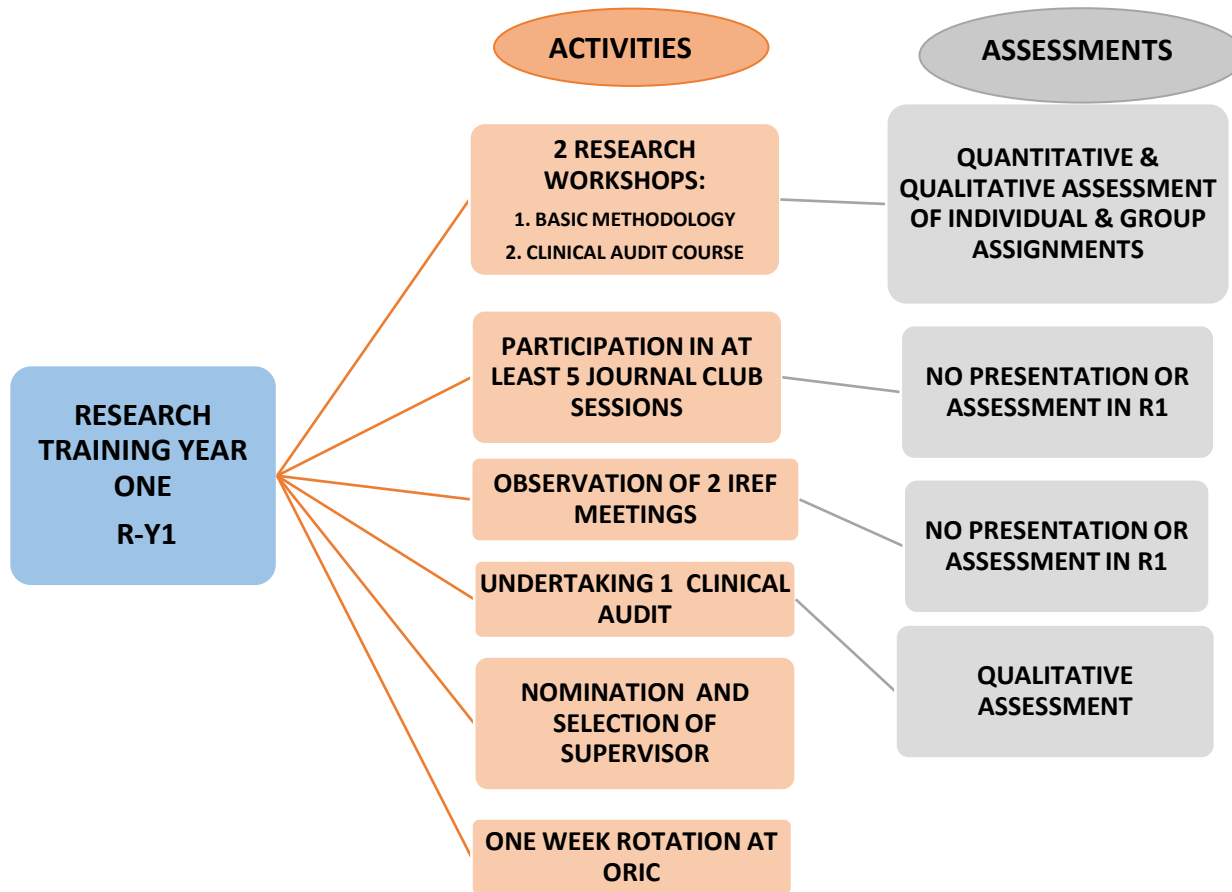 ACTIVITIES
ASSESSMENTS
2 RESEARCH
WORKSHOPS:
1. BASIC METHODOLOGY
2. CLINICAL AUDIT COURSE
QUANTITATIVE &
QUALITATIVE ASSESSMENT
OF INDIVIDUAL & GROUP
ASSIGNMENTS
PARTICIPATION IN AT
LEAST 5 JOURNAL CLUB
SESSIONS
NO PRESENTATION OR
ASSESSMENT IN R1
RESEARCH
TRAINING YEAR
ONE
R-Y1
OBSERVATION OF 2 IREF
MEETINGS
NO PRESENTATION OR
ASSESSMENT IN R1
UNDERTAKING 1 CLINICAL
AUDIT
QUALITATIVE
ASSESSMENT
NOMINATION AND
SELECTION OF
SUPERVISOR
ONE WEEK ROTATION AT
ORIC